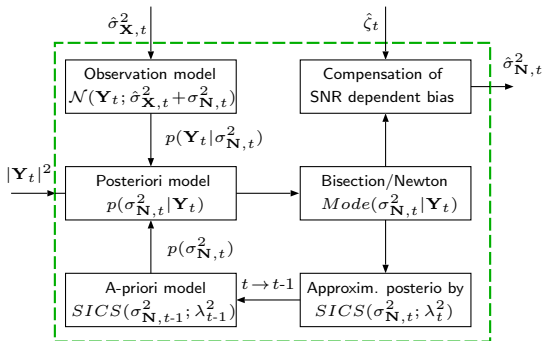 σ̂²_{X,t}
ζ̂_t
Observation model
N(Y_t; σ̂²_{X,t}+σ²_{N,t})
Compensation of
SNR dependent bias
σ̂²_{N,t}
p(Y_t|σ²_{N,t})
|Y_t|²
Posteriori model
p(σ²_{N,t}|Y_t)
Bisection/Newton
Mode(σ²_{N,t}|Y_t)
p(σ²_{N,t})
A-priori model
SICS(σ²_{N,t-1}; λ²_{t-1})
t→t-1
Approxim. posterio by
SICS(σ²_{N,t}; λ²_t)